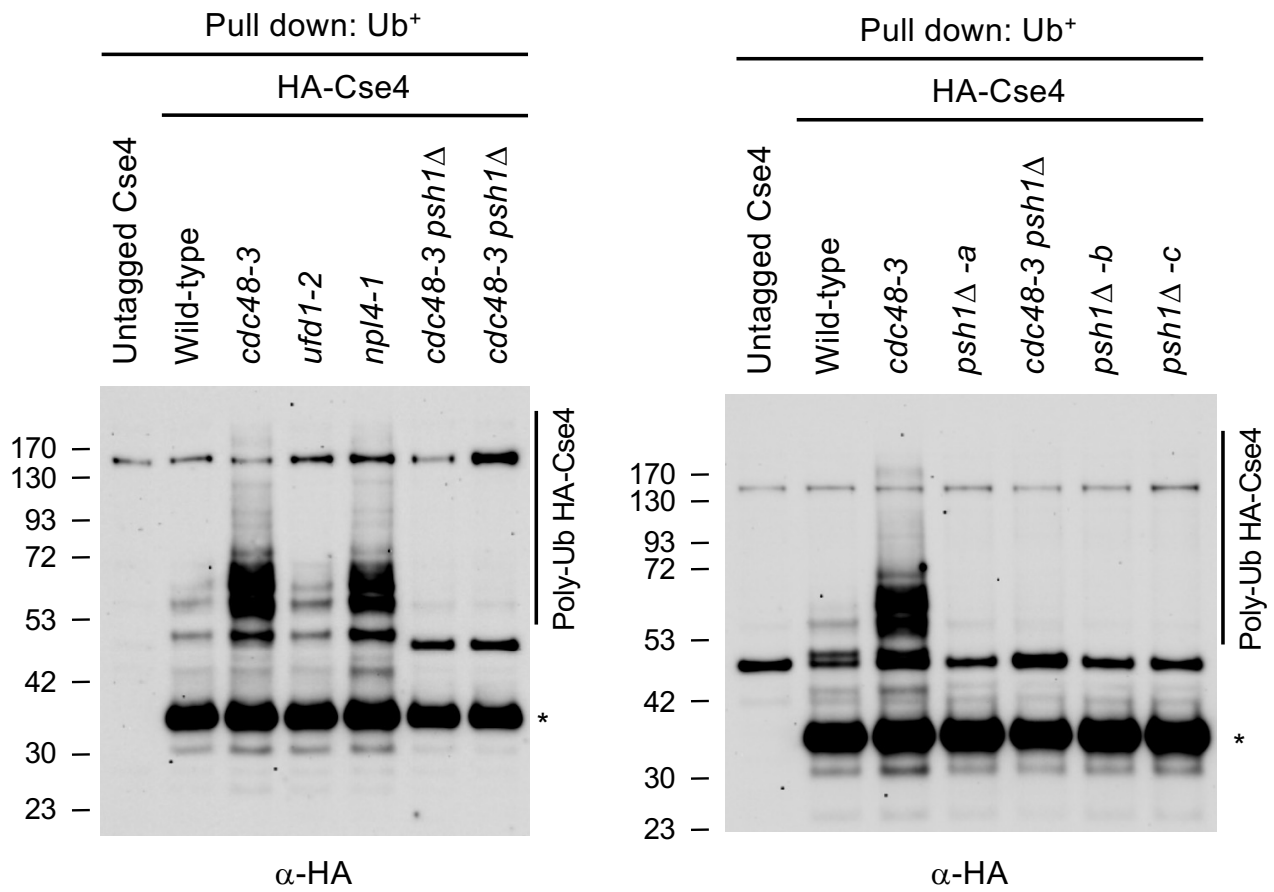 Pull down: Ub⁺
HA-Cse4
Untagged Cse4
Wild-type
cdc48-3
ufd1-2
npl4-1
cdc48-3 psh1Δ
cdc48-3 psh1Δ
170
130
93
72
53
42
30
23
Poly-Ub HA-Cse4
*
α-HA
Pull down: Ub⁺
HA-Cse4
Untagged Cse4
Wild-type
cdc48-3
psh1Δ -a
cdc48-3 psh1Δ
psh1Δ -b
psh1Δ -c
170
130
93
72
53
42
30
23
Poly-Ub HA-Cse4
*
α-HA